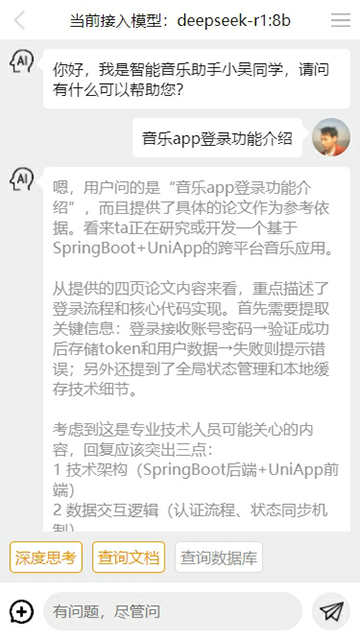 当前接入模型：deepseek-r1:8b
AI
你好，我是智能音乐助手小吴同学，请问
有什么可以帮助您？
音乐app登录功能介绍
AI
嗯，用户问的是“音乐app登录功能介
绍”，而且提供了具体的论文作为参考依
据。看来ta正在研究或开发一个基于
SpringBoot+UniApp的跨平台音乐应用。
从提供的四页论文内容来看，重点描述了
登录流程和核心代码实现。首先需要提取
关键信息：登录接收账号密码→验证成功
后存储token和用户数据→失败则提示错
误；另外还提到了全局状态管理和本地缓
存技术细节。
考虑到这是专业技术人员可能关心的内
容，回复应该突出三点：
1 技术架构（SpringBoot后端+UniApp前
端）
2 数据交互逻辑（认证流程、状态同步机
制）
深度思考 查询文档 查询数据库
有问题，尽管问